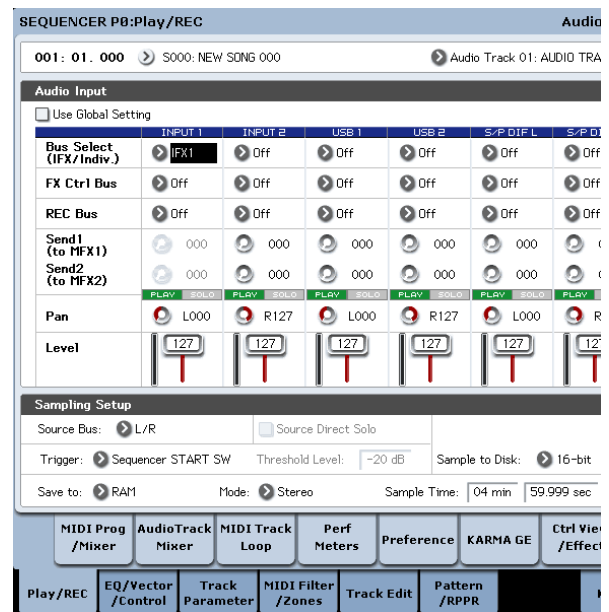 SEQUENCER P0:Play/REC Audio
001: 01. 000 S000: NEW SONG 000 Audio Track 01: AUDIO TRA
Audio Input
Use Global Setting
INPUT 1 INPUT 2 USB 1 USB 2 S/P DIF L S/P DI
Bus Select (IFX/Indiv.) IFX1 Off Off Off Off Off
FX Ctrl Bus Off Off Off Off Off Off
REC Bus Off Off Off Off Off Off
Send1 (to MFX1) 000 000 000 000 000
Send2 (to MFX2) 000 000 000 000 000
PLAY SOLO PLAY SOLO PLAY SOLO PLAY SOLO PLAY SOLO PLAY
Pan L000 R127 L000 R127 L000 R
Level 127 127 127 127 127 12
Sampling Setup
Source Bus: L/R Source Direct Solo
Trigger: Sequencer START SW Threshold Level: -20 dB Sample to Disk: 16-bit
Save to: RAM Mode: Stereo Sample Time: 04 min 59.999 sec
MIDI Prog /Mixer AudioTrack Mixer MIDI Track Loop Perf Meters Preference KARMA GE Ctrl Vie /Effec
Play/REC EQ/Vector /Control Track Parameter MIDI Filter /Zones Track Edit Pattern /RPPR